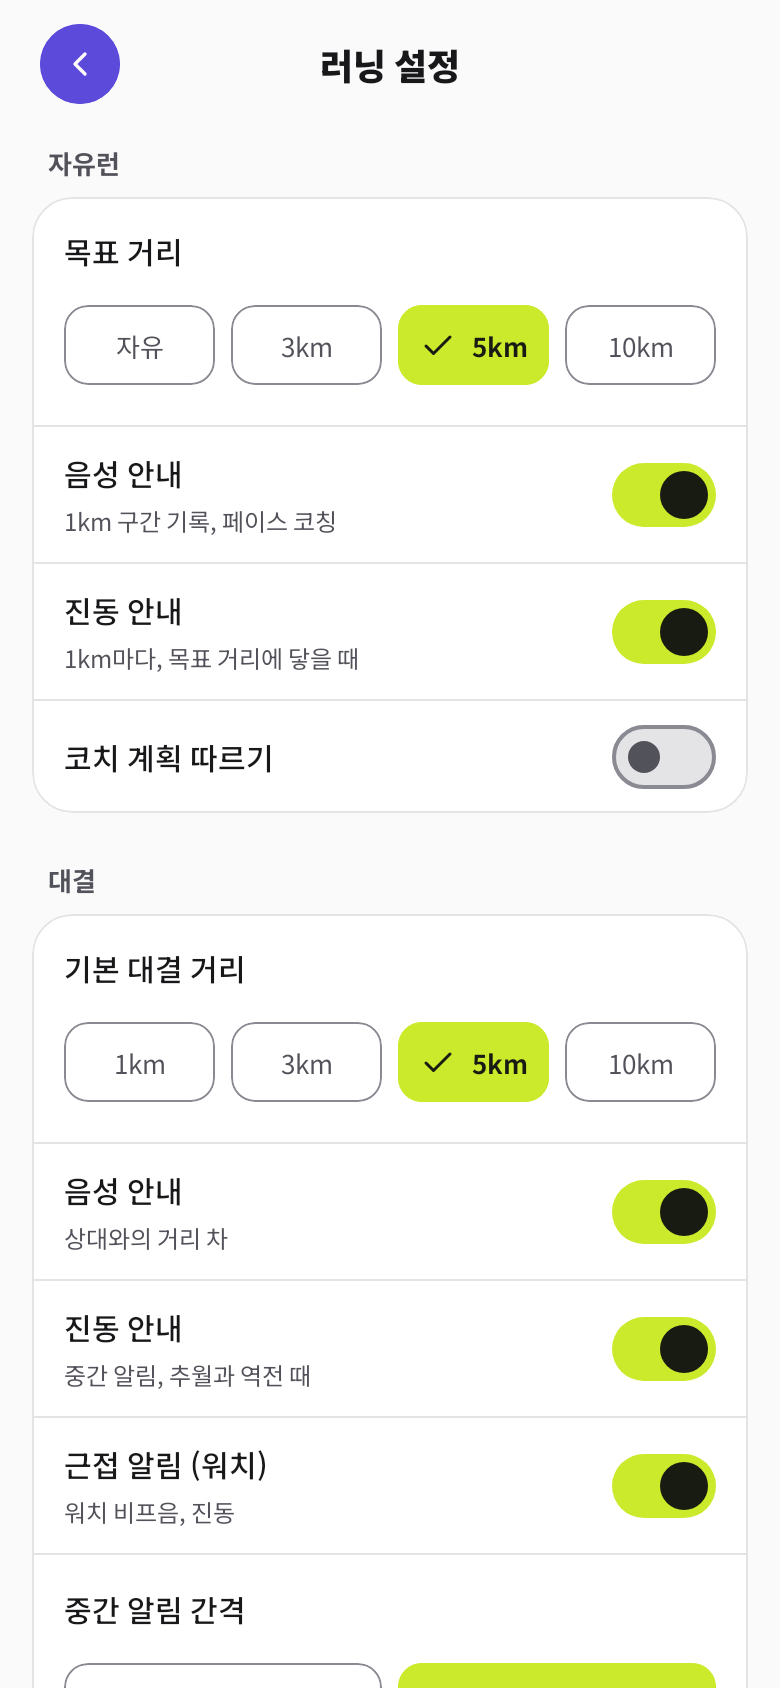 러닝 설정
자유런
목표 거리
자유 3km 5km 10km
음성 안내
1km 구간 기록, 페이스 코칭
진동 안내
1km마다, 목표 거리에 닿을 때
코치 계획 따르기
대결
기본 대결 거리
1km 3km 5km 10km
음성 안내
상대와의 거리 차
진동 안내
중간 알림, 추월과 역전 때
근접 알림 (워치)
워치 비프음, 진동
중간 알림 간격